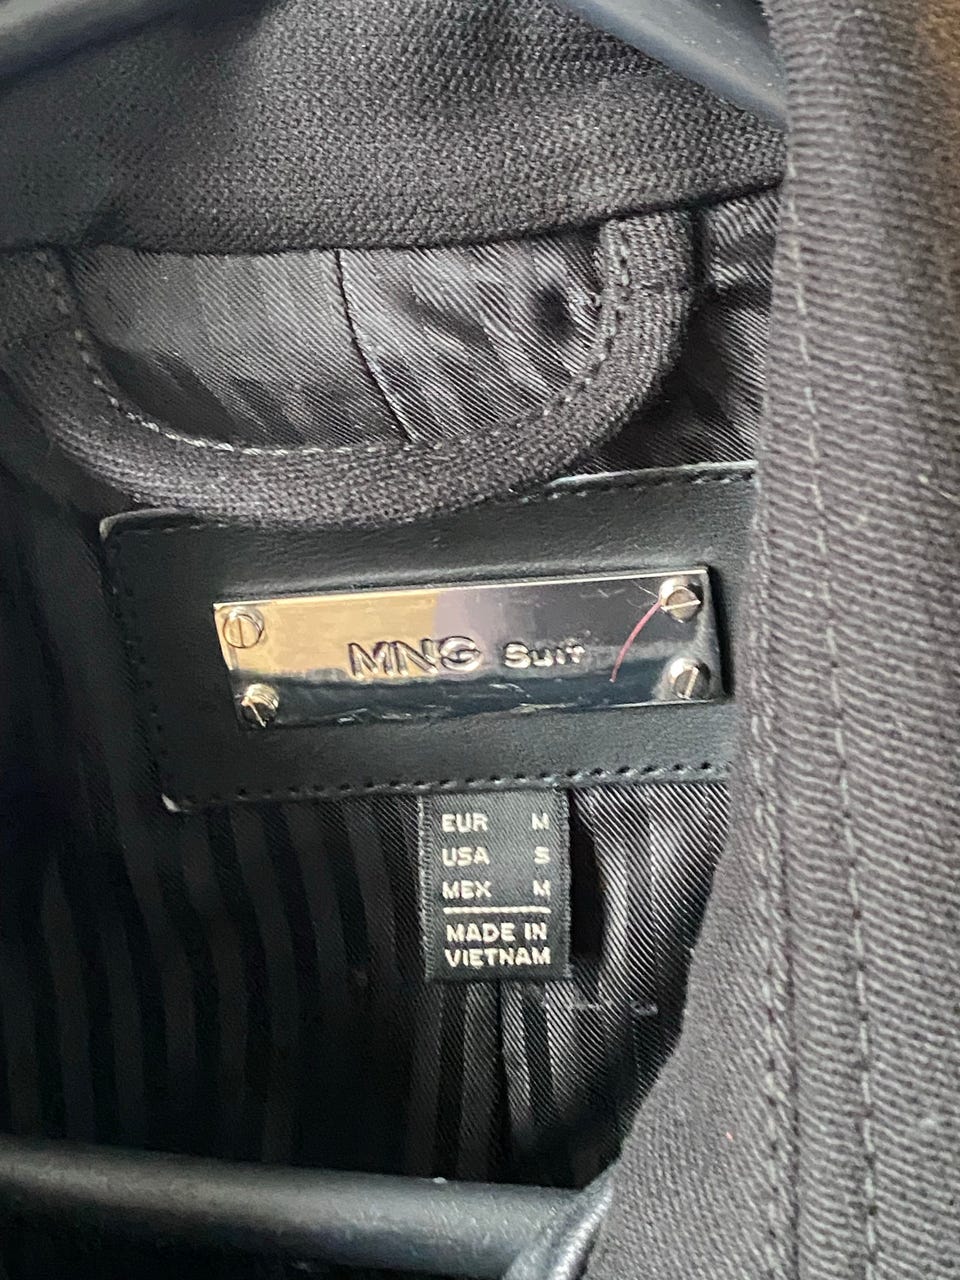 MNG Suit
EUR M
USA S
MEX M
MADE IN
VIETNAM